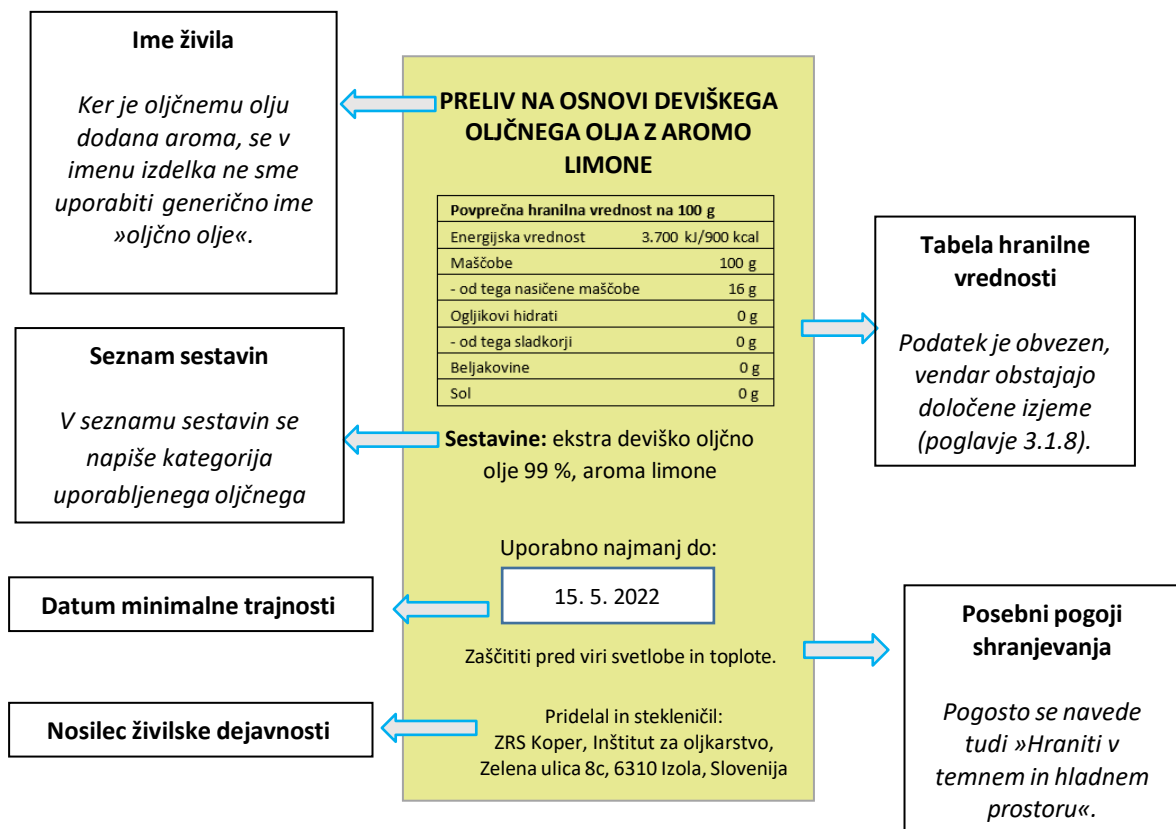 Ime živila
Ker je oljčnemu olju
dodana aroma, se v
imenu izdelka ne sme
uporabiti generično ime
»oljčno olje«.
Seznam sestavin
V seznamu sestavin se
napiše kategorija
uporabljenega oljčnega
Datum minimalne trajnosti
Nosilec živilske dejavnosti
PRELIV NA OSNOVI DEVIŠKEGA
OLJČNEGA OLJA Z AROMO
LIMONE
Povprečna hranilna vrednost na 100 g
Energijska vrednost 3.700 kJ/900 kcal
Maščobe 100 g
- od tega nasičene maščobe 16 g
Ogljikovi hidrati 0 g
- od tega sladkorji 0 g
Beljakovine 0 g
Sol 0 g
Sestavine: ekstra deviško oljčno
olje 99 %, aroma limone
Uporabno najmanj do:
15. 5. 2022
Zaščititi pred viri svetlobe in toplote.
Pridelal in stekleničil:
ZRS Koper, Inštitut za oljkarstvo,
Zelena ulica 8c, 6310 Izola, Slovenija
Tabela hranilne
vrednosti
Podatek je obvezen,
vendar obstajajo
določene izjeme
(poglavje 3.1.8).
Posebni pogoji
shranjevanja
Pogosto se navede
tudi »Hraniti v
temnem in hladnem
prostoru«.